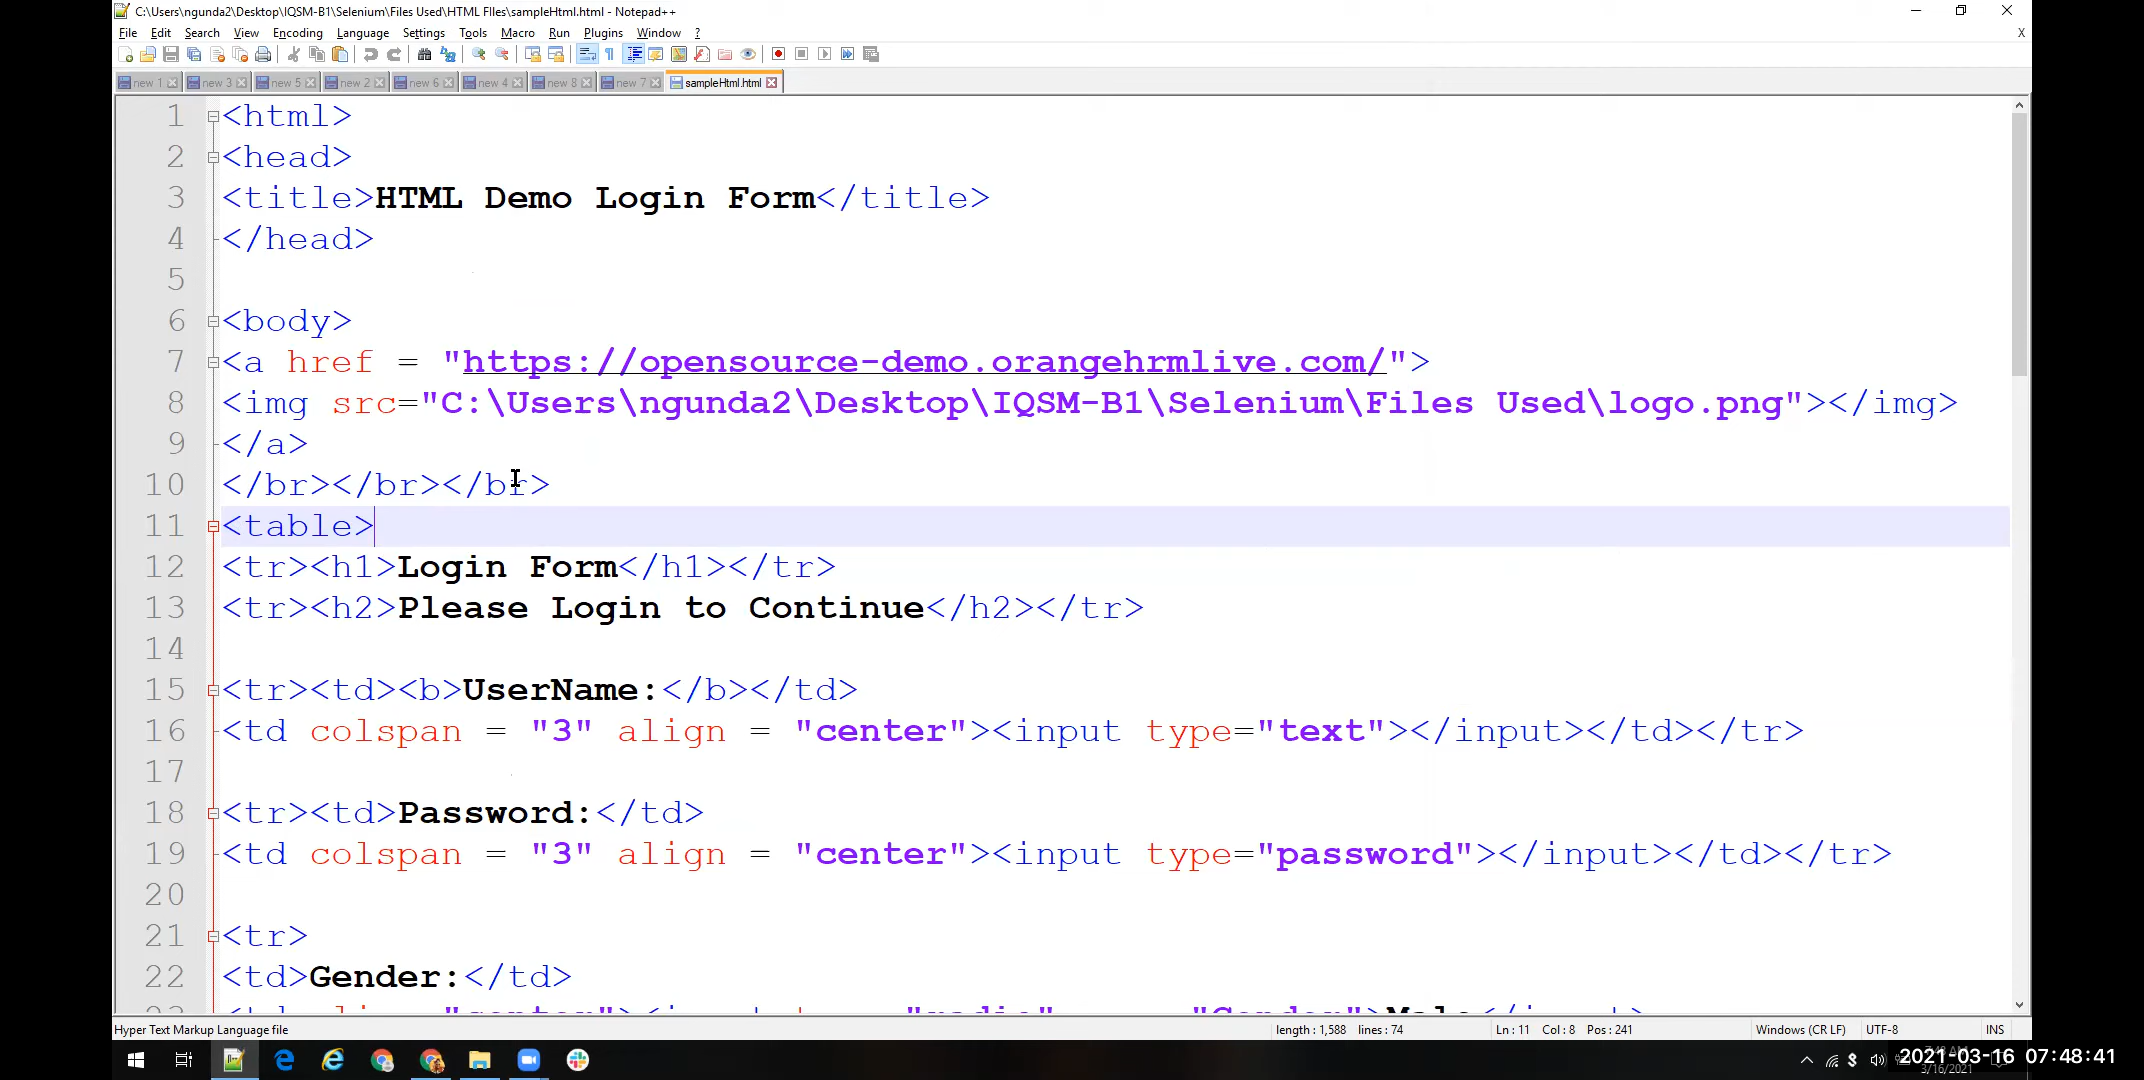 C:\Users\ngunda2\Desktop\IQSM-B1\Selenium\Files Used\HTML FIles\sampleHtml.html - Notepad++
File Edit Search View Encoding Language Settings Tools Macro Run Plugins Window ? X
new 1 new 3 new 5 new 2 new 6 new 4 new 8 new 7 sampleHtml.html
1 <html>
2 <head>
3 <title>HTML Demo Login Form</title>
4 </head>
5
6 <body>
7 <a href = "https://opensource-demo.orangehrmlive.com/">
8 <img src="C:\Users\ngunda2\Desktop\IQSM-B1\Selenium\Files Used\logo.png"></img>
9 </a>
10 </br></br></br>
11 <table>
12 <tr><h1>Login Form</h1></tr>
13 <tr><h2>Please Login to Continue</h2></tr>
14
15 <tr><td><b>UserName:</b></td>
16 <td colspan = "3" align = "center"><input type="text"></input></td></tr>
17
18 <tr><td>Password:</td>
19 <td colspan = "3" align = "center"><input type="password"></input></td></tr>
20
21 <tr>
22 <td>Gender:</td>
Hyper Text Markup Language file length : 1,588 lines : 74 Ln : 11 Col : 8 Pos : 241 Windows (CR LF) UTF-8 INS
2021-03-16 07:48:41
3/16/2021